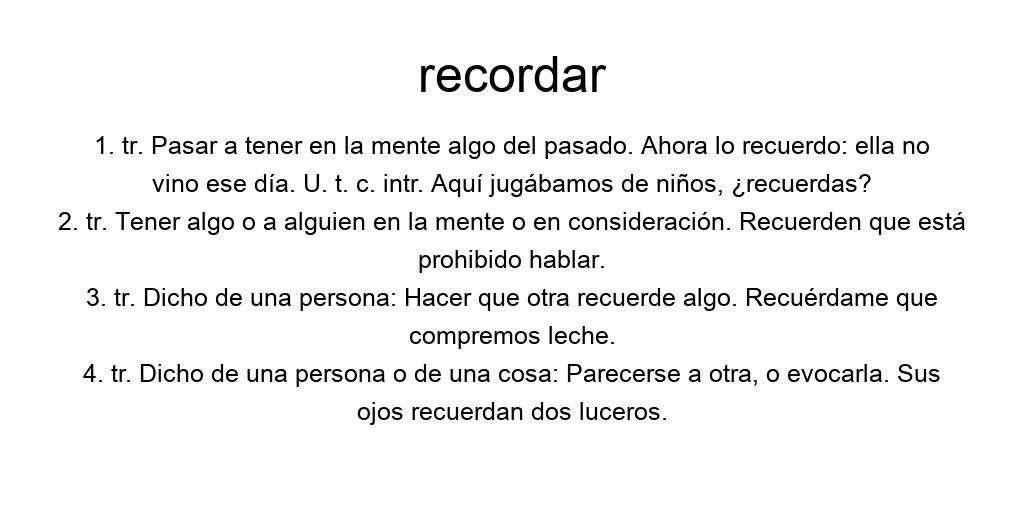 recordar
1. tr. Pasar a tener en la mente algo del pasado. Ahora lo recuerdo: ella no
vino ese día. U. t. c. intr. Aquí jugábamos de niños, ¿recuerdas?
2. tr. Tener algo o a alguien en la mente o en consideración. Recuerden que está
prohibido hablar.
3. tr. Dicho de una persona: Hacer que otra recuerde algo. Recuérdame que
compremos leche.
4. tr. Dicho de una persona o de una cosa: Parecerse a otra, o evocarla. Sus
ojos recuerdan dos luceros.